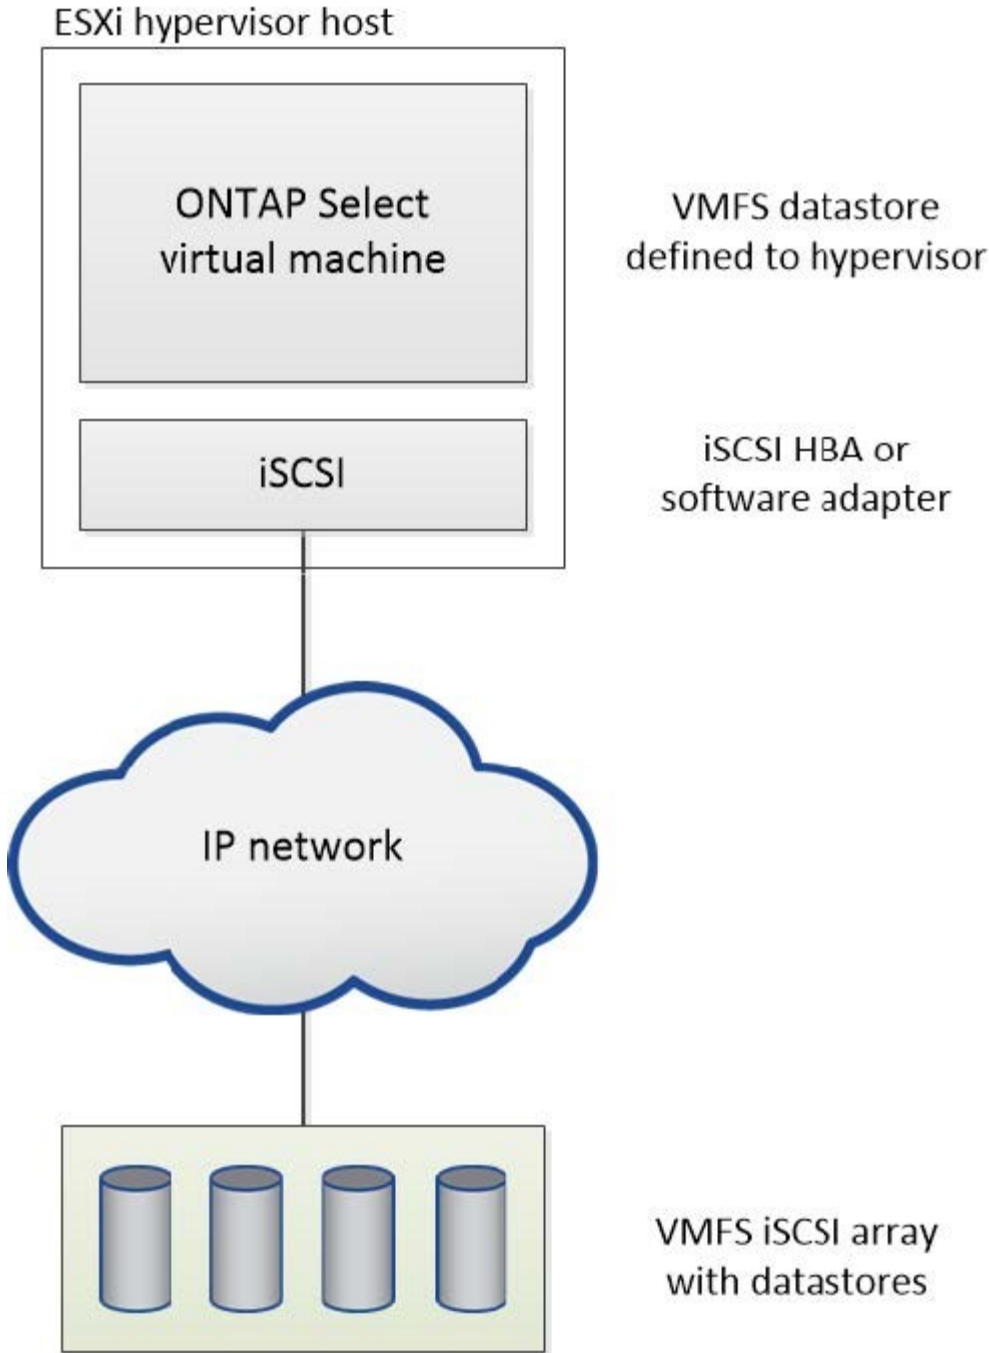 ESXi hypervisor host
ONTAP Select
virtual machine
VMFS datastore
defined to hypervisor
iSCSI
iSCSI HBA or
software adapter
IP network
VMFS iSCSI array
with datastores